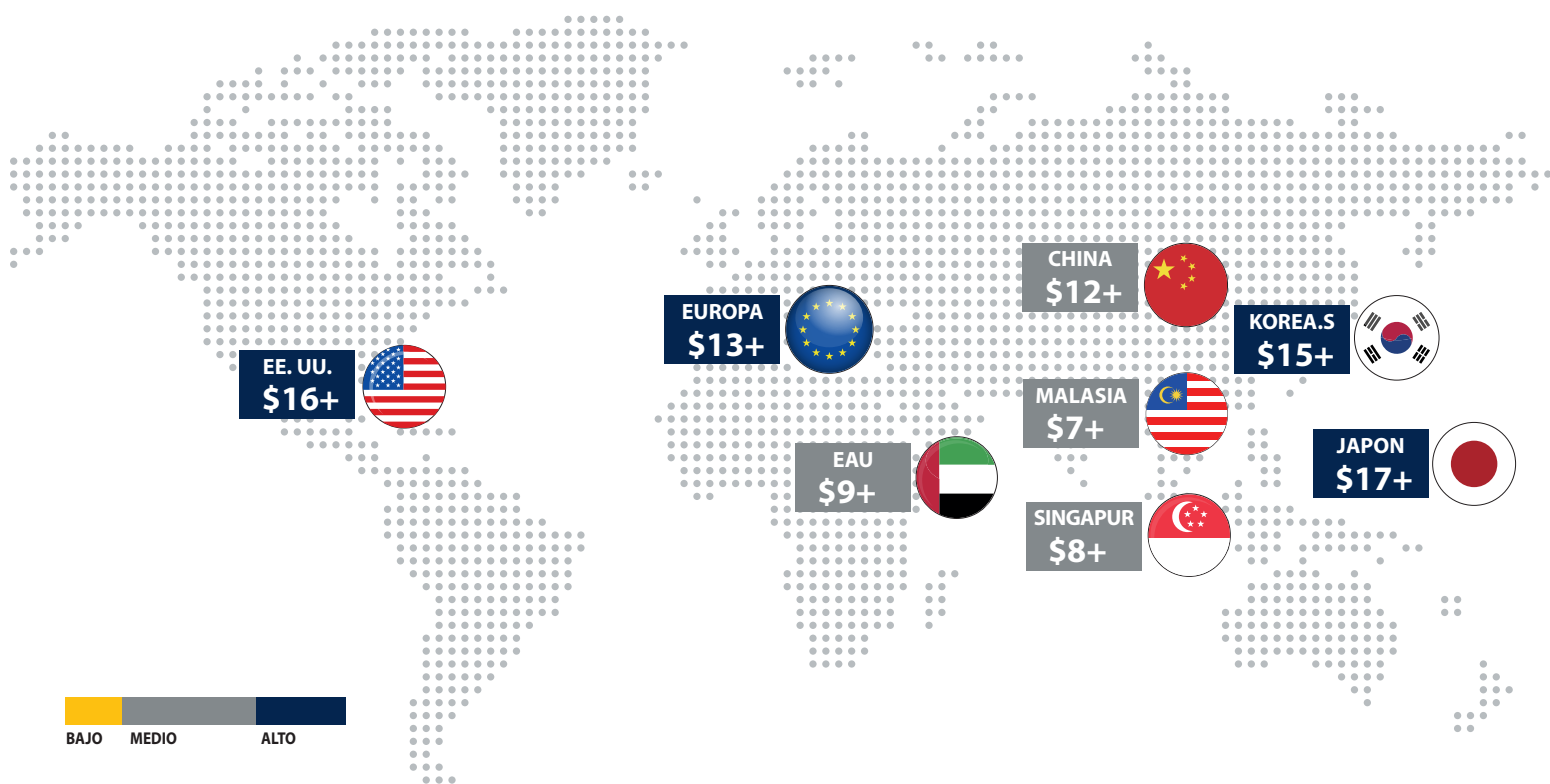 CHINA
$12+
EUROPA
$13+
KOREA.S
$15+
EE. UU.
$16+
MALASIA
$7+
JAPON
$17+
EAU
$9+
SINGAPUR
$8+
BAJO MEDIO ALTO